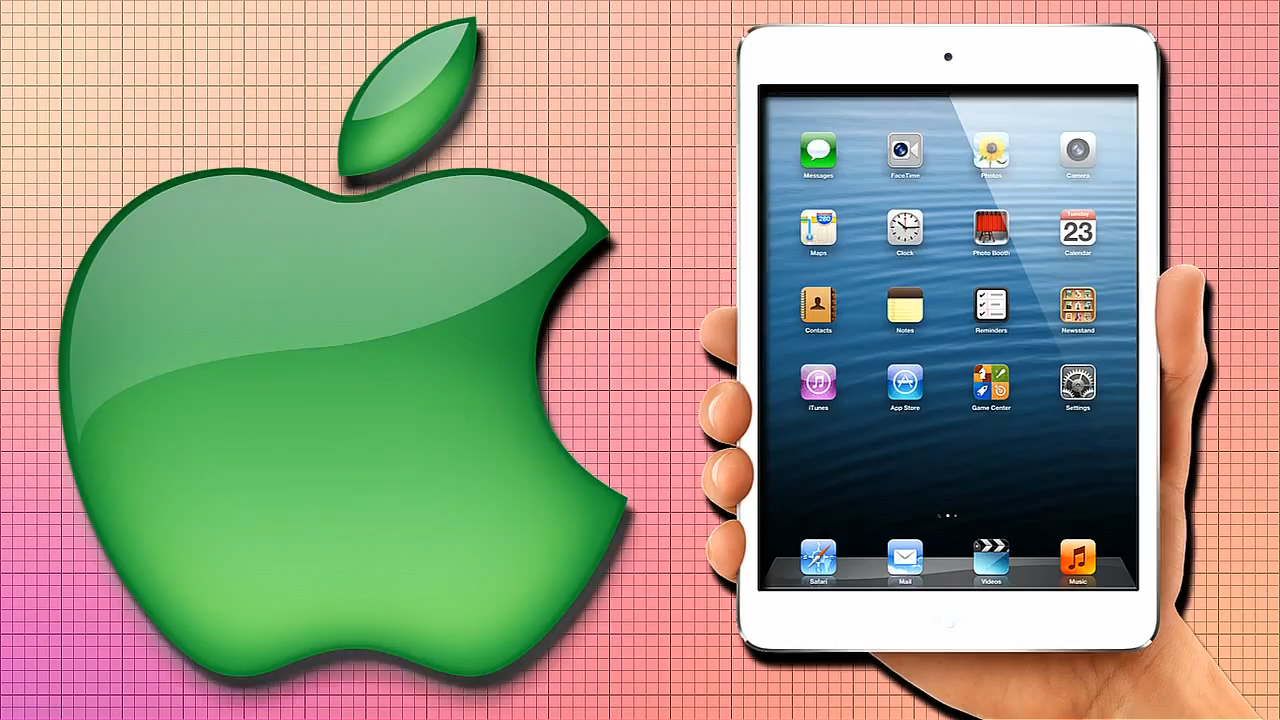 Messages FaceTime Photos Camera
280 Tuesday
23
Maps Clock Photo Booth Calendar
Contacts Notes Reminders Newsstand
iTunes App Store Game Center Settings
Safari Mail Videos Music